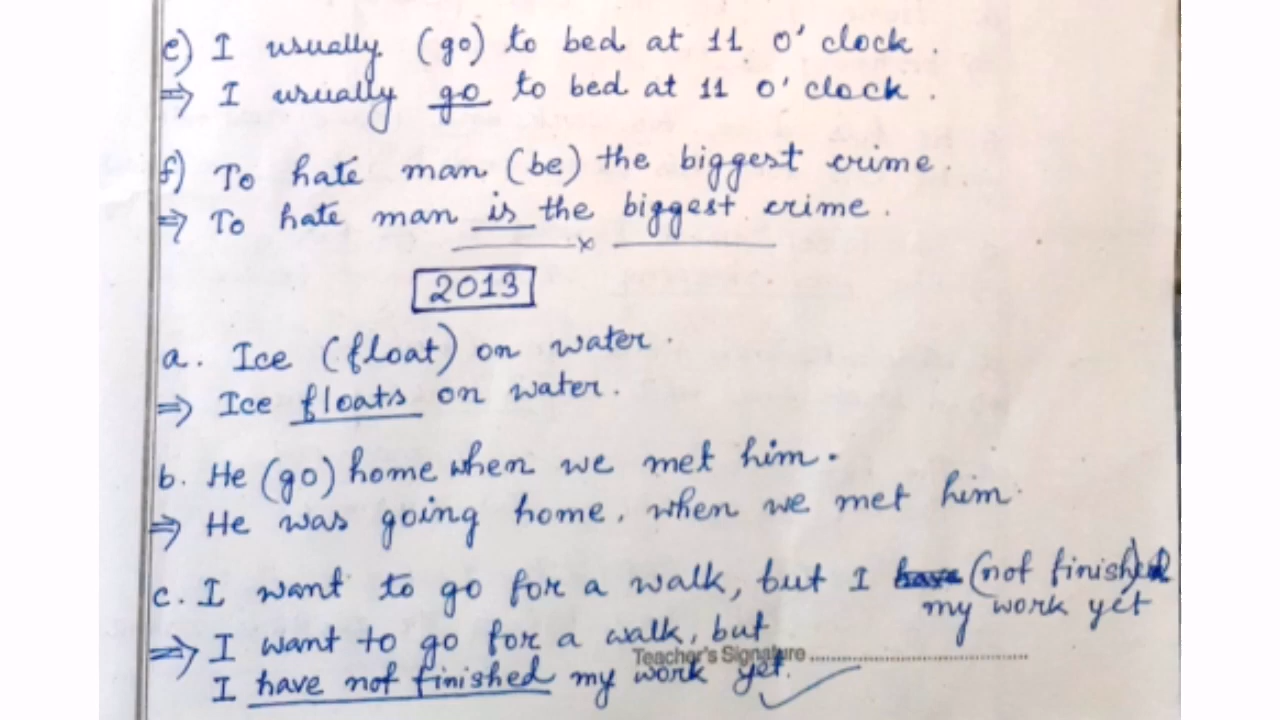 e) I usually (go) to bed at 11 o'clock.
⇒ I usually go to bed at 11 o'clock.
f) To hate man (be) the biggest crime.
⇒ To hate man is the biggest crime.
x
2013
a. Ice (float) on water.
⇒ Ice floats on water.
b. He (go) home when we met him.
⇒ He was going home, when we met him.
c. I want to go for a walk, but I (not finish)
my work yet
⇒ I want to go for a walk, but
Teacher's Signature
I have not finished my work yet.